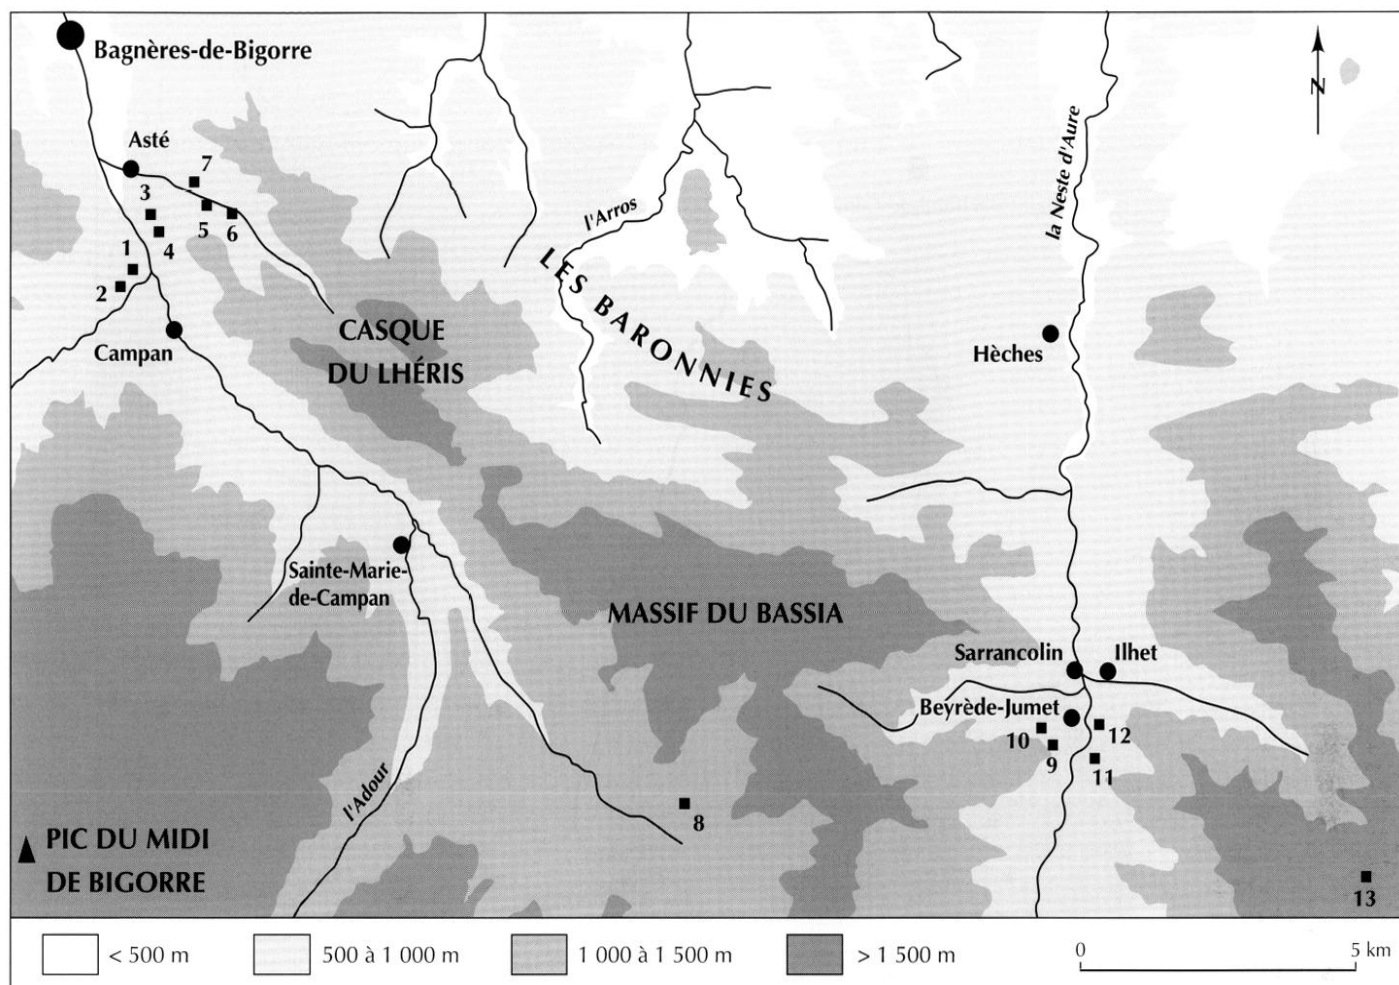 Bagnères-de-Bigorre
N
Asté
7
3
5
6
4
1
2
la Neste d'Aure
l'Arros
LES BARONNIES
Campan
CASQUE
DU LHÉRIS
Hèches
Sainte-Marie-
de-Campan
MASSIF DU BASSIA
Sarrancolin
Ilhet
Beyrède-Jumet
10
12
9
11
l'Adour
8
PIC DU MIDI
DE BIGORRE
13
< 500 m
500 à 1 000 m
1 000 à 1 500 m
> 1 500 m
0
5 km